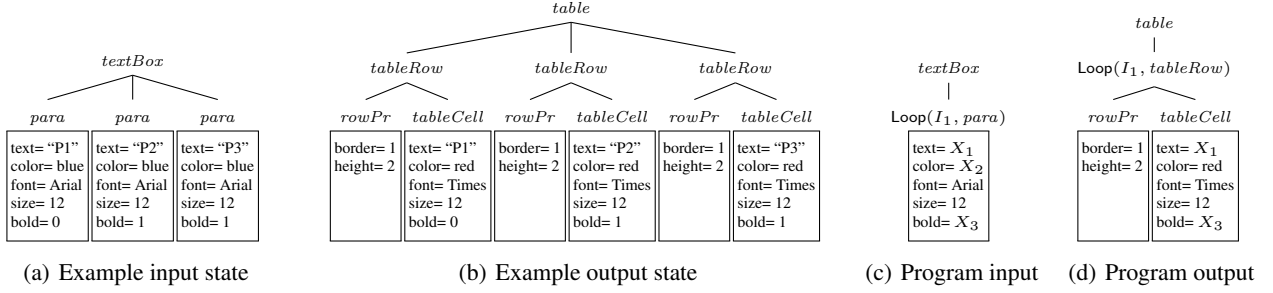 textBox
para para para
text= “P1” text= “P2” text= “P3”
color= blue color= blue color= blue
font= Arial font= Arial font= Arial
size= 12 size= 12 size= 12
bold= 0 bold= 1 bold= 1
(a) Example input state
table
tableRow tableRow tableRow
rowPr tableCell rowPr tableCell rowPr tableCell
border= 1 text= “P1” border= 1 text= “P2” border= 1 text= “P3”
height= 2 color= red height= 2 color= red height= 2 color= red
font= Times font= Times font= Times
size= 12 size= 12 size= 12
bold= 0 bold= 1 bold= 1
(b) Example output state
textBox
Loop(I₁, para)
text= X₁
color= X₂
font= Arial
size= 12
bold= X₃
(c) Program input
table
Loop(I₁, tableRow)
rowPr tableCell
border= 1 text= X₁
height= 2 color= red
font= Times
size= 12
bold= X₃
(d) Program output